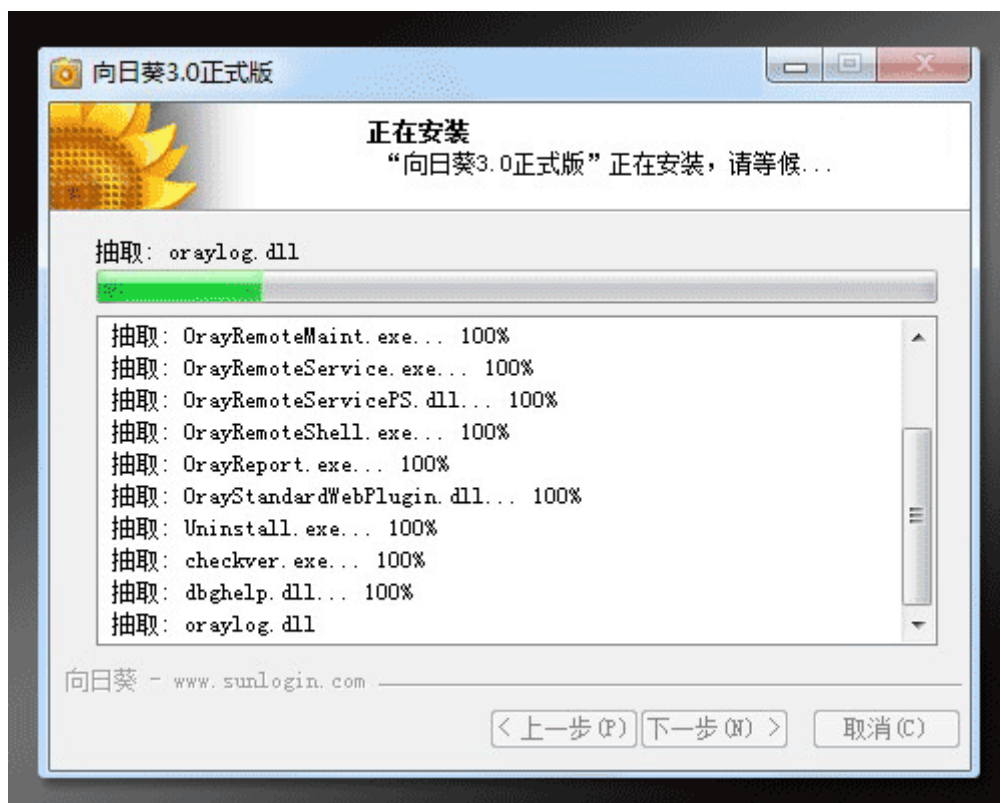 向日葵3.0正式版
正在安装
“向日葵3.0正式版”正在安装，请等候...
抽取: oraylog.dll
抽取: OrayRemoteMaint.exe... 100%
抽取: OrayRemoteService.exe... 100%
抽取: OrayRemoteServicePS.dll... 100%
抽取: OrayRemoteShell.exe... 100%
抽取: OrayReport.exe... 100%
抽取: OrayStandardWebPlugin.dll... 100%
抽取: Uninstall.exe... 100%
抽取: checkver.exe... 100%
抽取: dbghelp.dll... 100%
抽取: oraylog.dll
向日葵 - www.sunlogin.com
< 上一步(P) 下一步(N) > 取消(C)